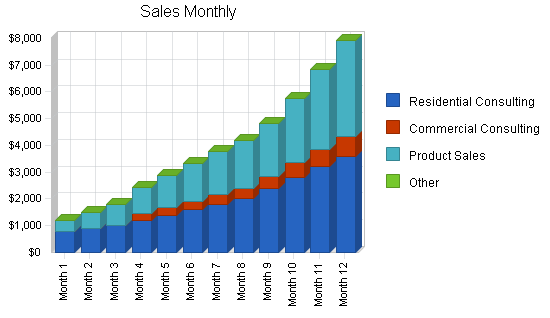 Sales Monthly
$8,000
$7,000
$6,000
$5,000
$4,000
$3,000
$2,000
$1,000
$0
Month 1
Month 2
Month 3
Month 4
Month 5
Month 6
Month 7
Month 8
Month 9
Month 10
Month 11
Month 12
Residential Consulting
Commercial Consulting
Product Sales
Other